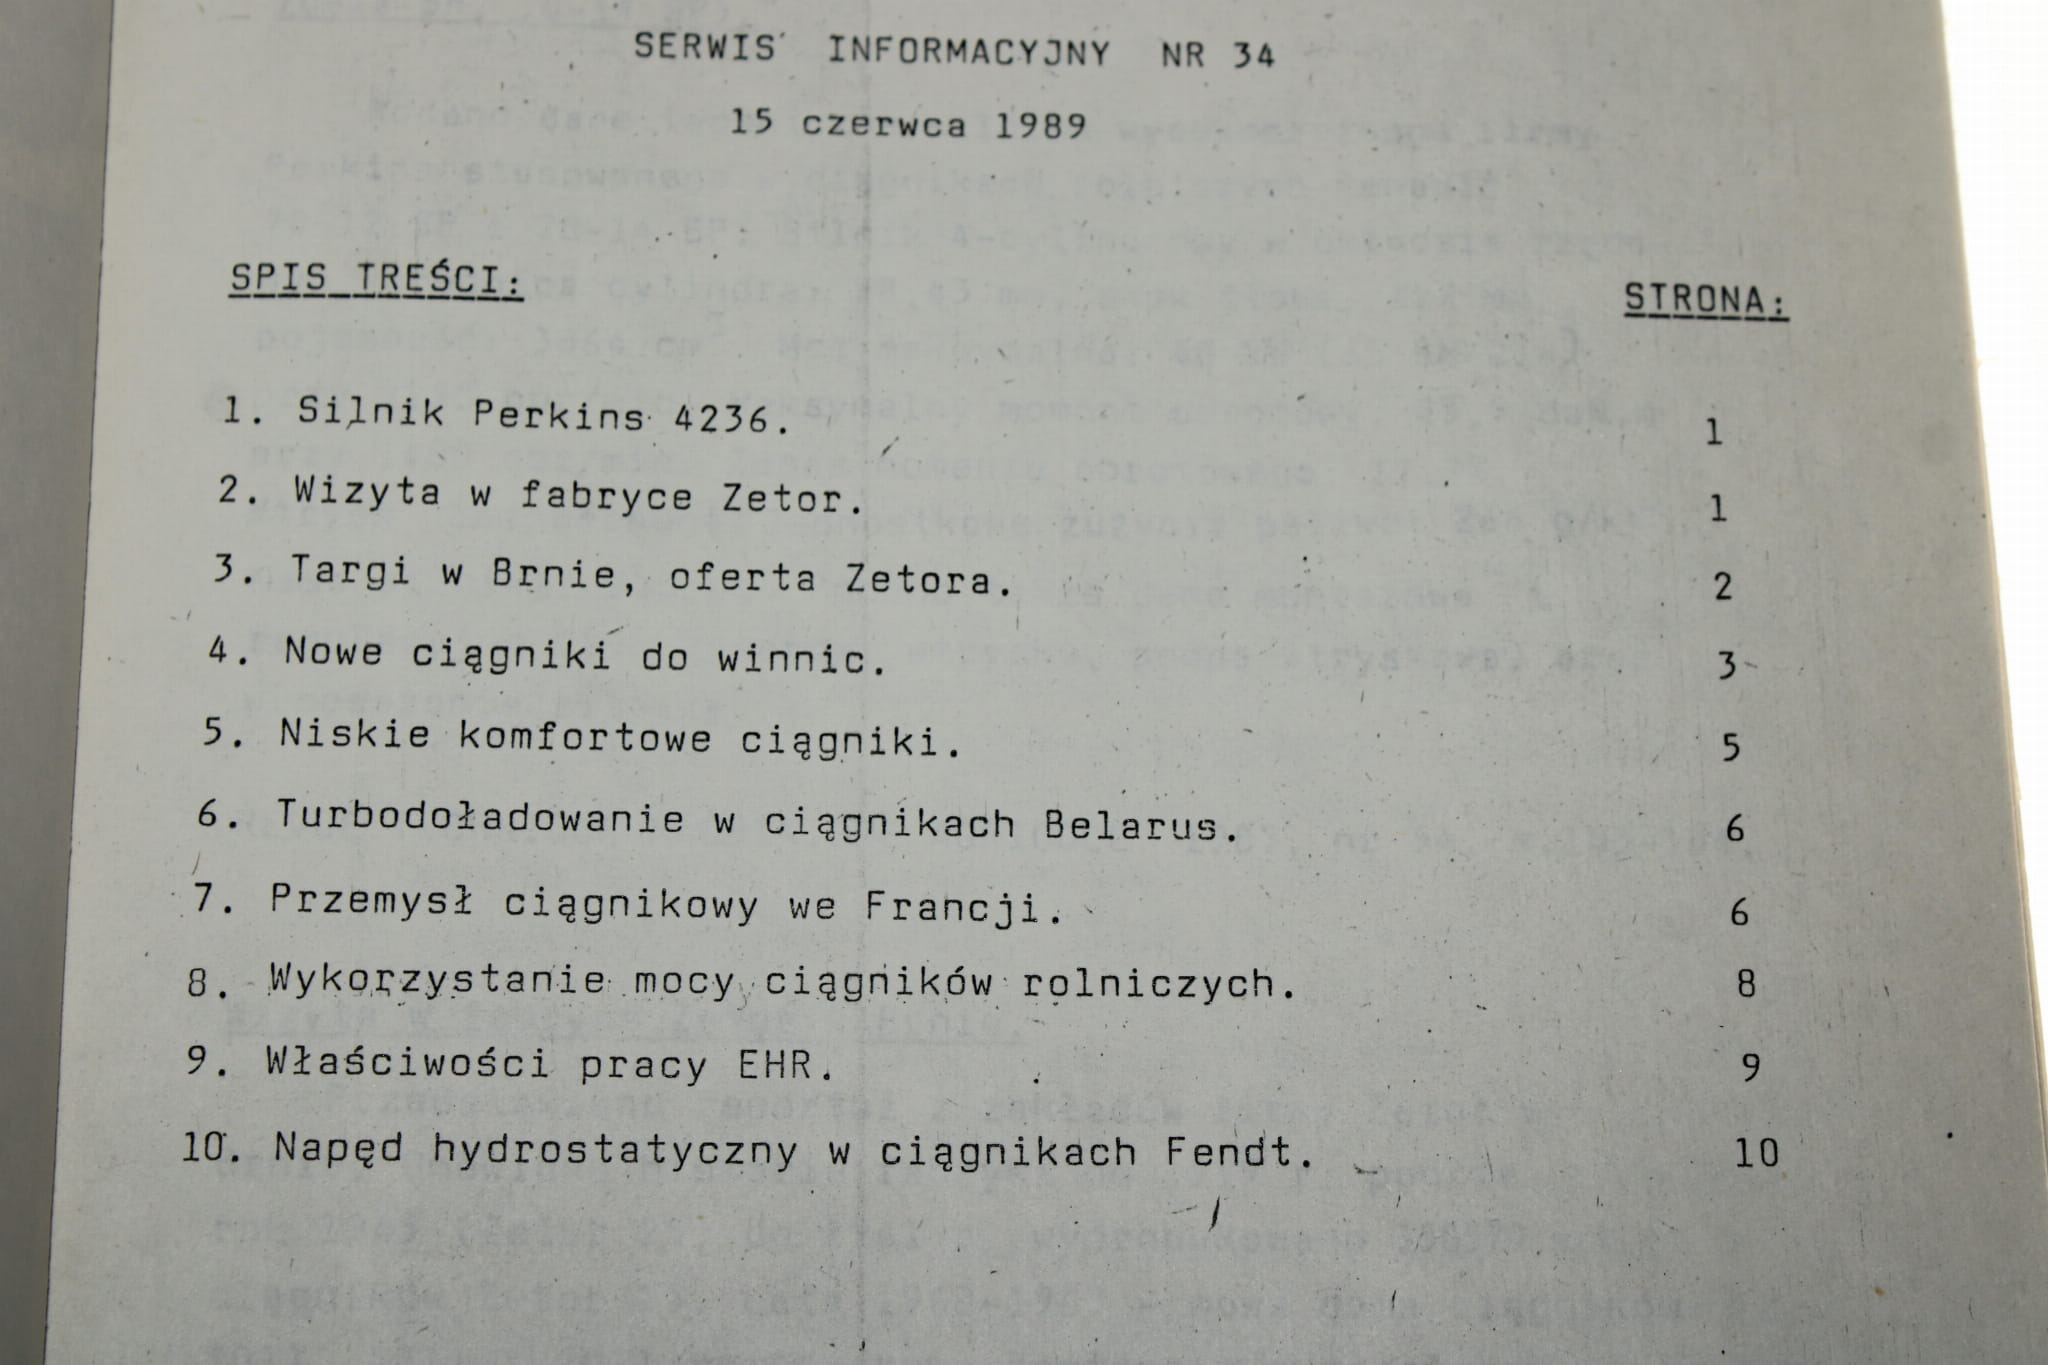 SERWIS INFORMACYJNY NR 34
15 czerwca 1989
SPIS TREŚCI: STRONA:
1. Silnik Perkins 4236. 1
2. Wizyta w fabryce Zetor. 1
3. Targi w Brnie, oferta Zetora. 2
4. Nowe ciągniki do winnic. 3
5. Niskie komfortowe ciągniki. 5
6. Turbodoładowanie w ciągnikach Belarus. 6
7. Przemysł ciągnikowy we Francji. 6
8. Wykorzystanie mocy ciągników rolniczych. 8
9. Właściwości pracy EHR. 9
10. Napęd hydrostatyczny w ciągnikach Fendt. 10